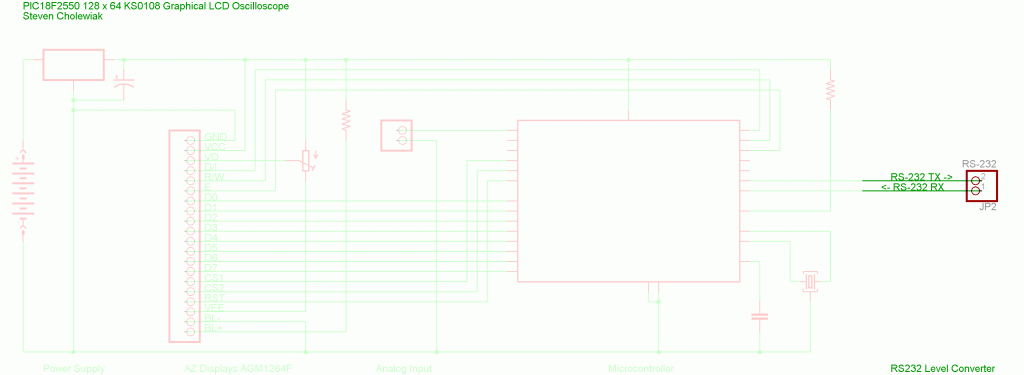 PIC18F2550 128 x 64 KS0108 Graphical LCD Oscilloscope
Steven Cholewiak
GND
VCC
VO
D/I
R/W
E
D0
D1
D2
D3
D4
D5
D6
D7
CS1
CS2
RST
VEE
BL-
BL+
RS-232
RS-232 TX ->
2
<- RS-232 RX
1
JP2
Power Supply
AZ Displays AGM1264F
Analog Input
Microcontroller
RS232 Level Converter